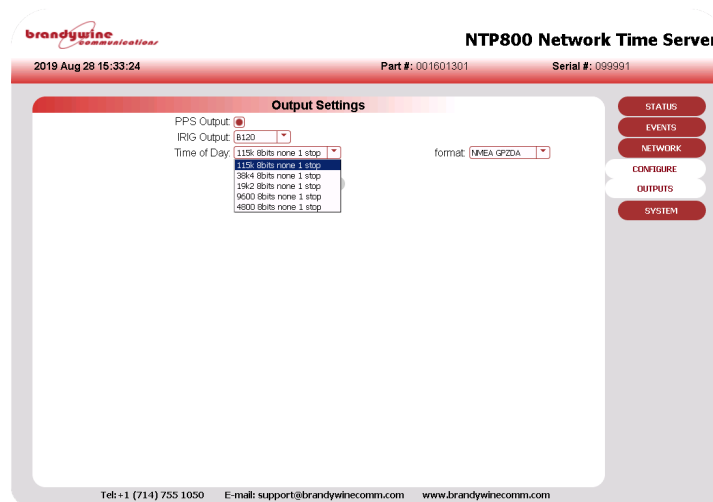 brandywine
communications
NTP800 Network Time Server
2019 Aug 28 15:33:24 Part #: 001601301 Serial #: 099991
Output Settings
PPS Output:
IRIG Output: B120
Time of Day: 115k 8bits none 1 stop format: NMEA GPZDA
115k 8bits none 1 stop
38k4 8bits none 1 stop
19k2 8bits none 1 stop
9600 8bits none 1 stop
4800 8bits none 1 stop
STATUS
EVENTS
NETWORK
CONFIGURE
OUTPUTS
SYSTEM
Tel:+1 (714) 755 1050 E-mail: support@brandywinecomm.com www.brandywinecomm.com